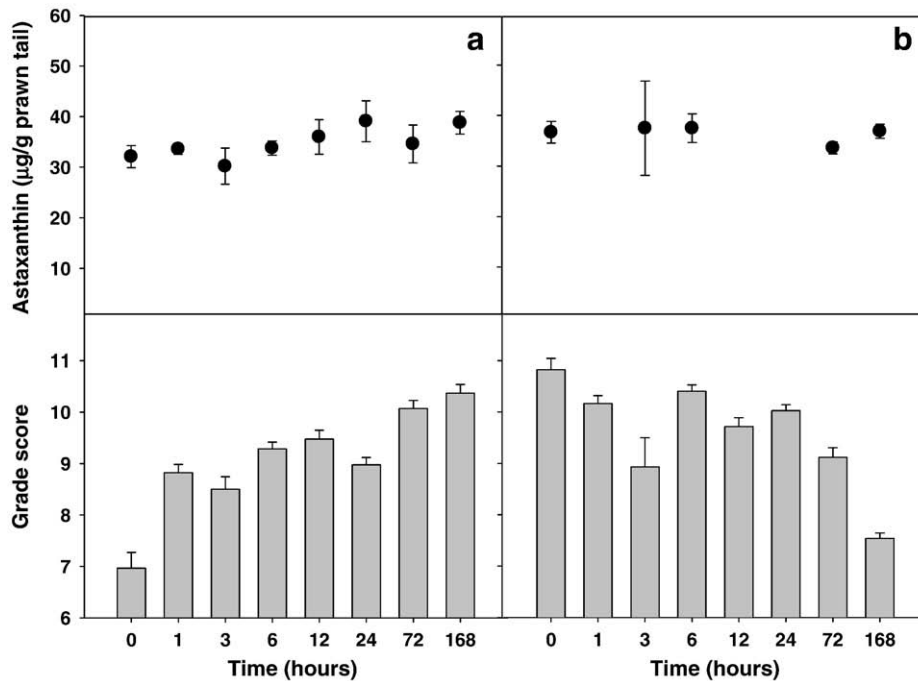 60
a
b
50
40
30
20
10
Astaxanthin (μg/g prawn tail)
11
10
9
8
7
6
Grade score
0 1 3 6 12 24 72 168
0 1 3 6 12 24 72 168
Time (hours)
Time (hours)